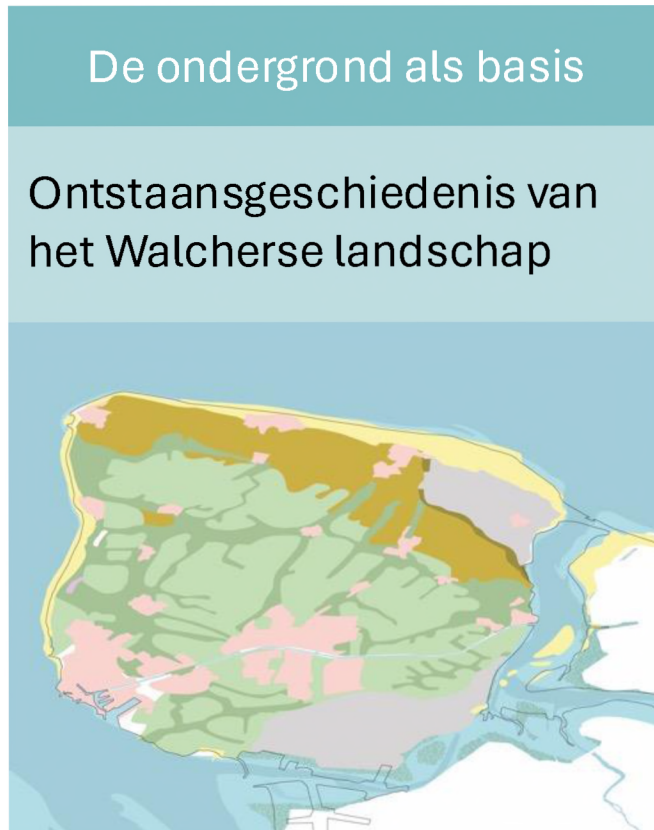 De ondergrond als basis
Ontstaansgeschiedenis van
het Walcherse landschap